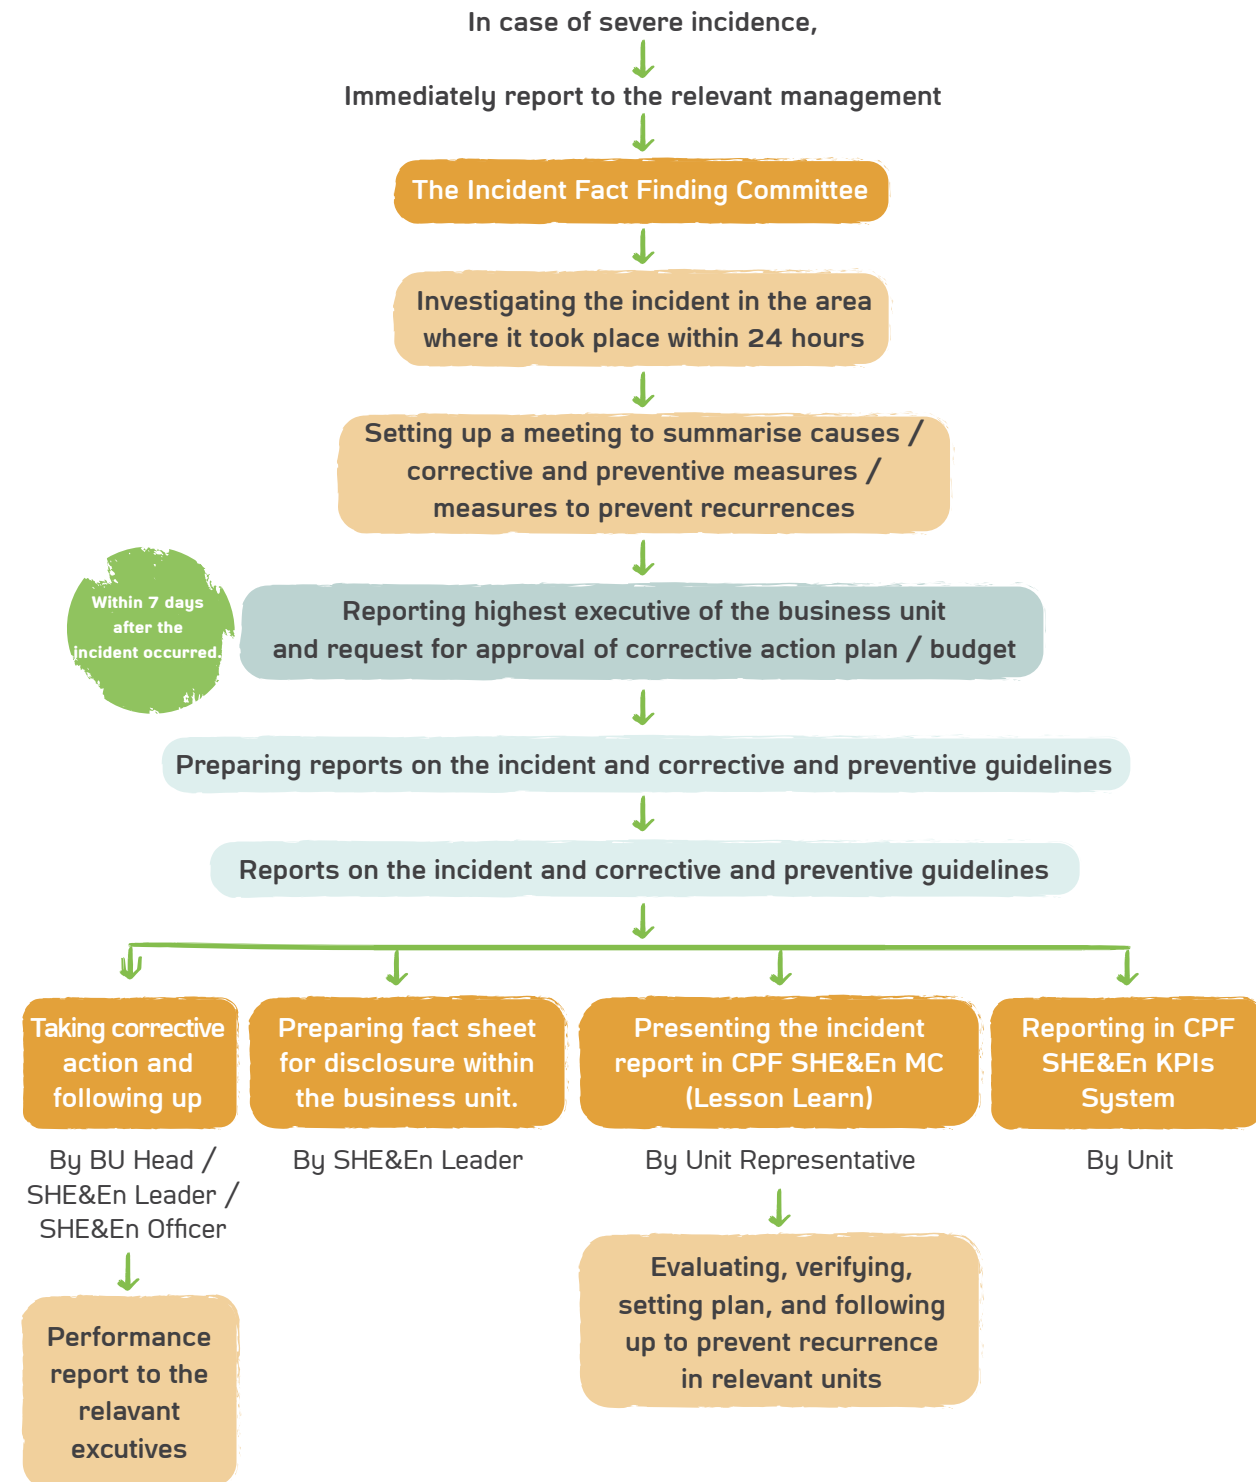 In case of severe incidence,
Immediately report to the relevant management
The Incident Fact Finding Committee
Investigating the incident in the area
where it took place within 24 hours
Setting up a meeting to summarise causes /
corrective and preventive measures /
measures to prevent recurrences
Within 7 days
after the
incident occurred.
Reporting highest executive of the business unit
and request for approval of corrective action plan / budget
Preparing reports on the incident and corrective and preventive guidelines
Reports on the incident and corrective and preventive guidelines
Taking corrective
action and
following up
By BU Head /
SHE&En Leader /
SHE&En Officer
Performance
report to the
relavant
excutives
Preparing fact sheet
for disclosure within
the business unit.
By SHE&En Leader
Presenting the incident
report in CPF SHE&En MC
(Lesson Learn)
By Unit Representative
Evaluating, verifying,
setting plan, and following
up to prevent recurrence
in relevant units
Reporting in CPF
SHE&En KPIs
System
By Unit